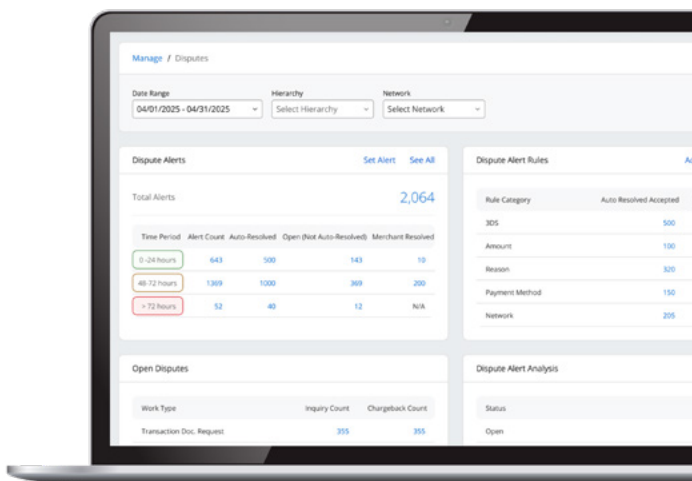 Manage / Disputes
Date Range Hierarchy Network
04/01/2025 - 04/31/2025 Select Hierarchy Select Network
Dispute Alerts Set Alert See All
Total Alerts 2,064
Time Period Alert Count Auto-Resolved Open (Not Auto-Resolved) Merchant Resolved
0 -24 hours 643 500 143 10
48-72 hours 1369 1000 369 200
> 72 hours 52 40 12 N/A
Dispute Alert Rules
Rule Category Auto Resolved Accepted
3DS 500
Amount 100
Reason 320
Payment Method 150
Network 205
Open Disputes
Work Type Inquiry Count Chargeback Count
Transaction Doc. Request 355 355
Dispute Alert Analysis
Status
Open